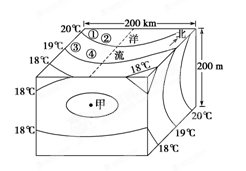 200 km
20℃ ① ② 洋 北
19℃ ③ ④ 流
18℃ 18℃ 200 m
18℃
甲
20℃
19℃
18℃ 18℃